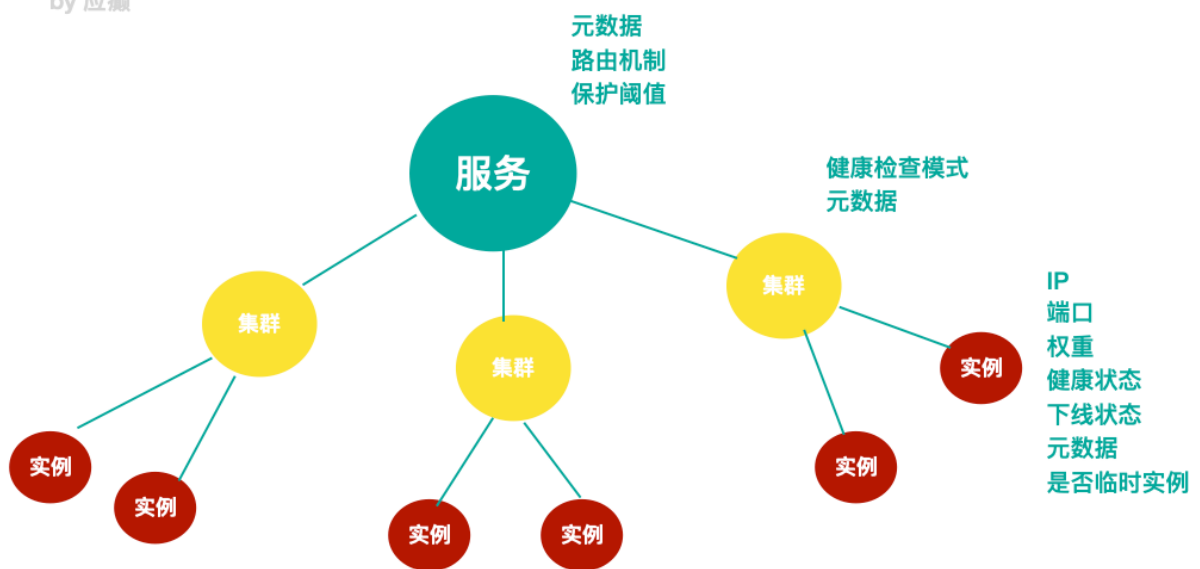 by 应癫
元数据
路由机制
保护阈值
服务
健康检查模式
元数据
集群
集群
集群
IP
端口
权重
健康状态
下线状态
元数据
是否临时实例
实例
实例
实例
实例
实例
实例